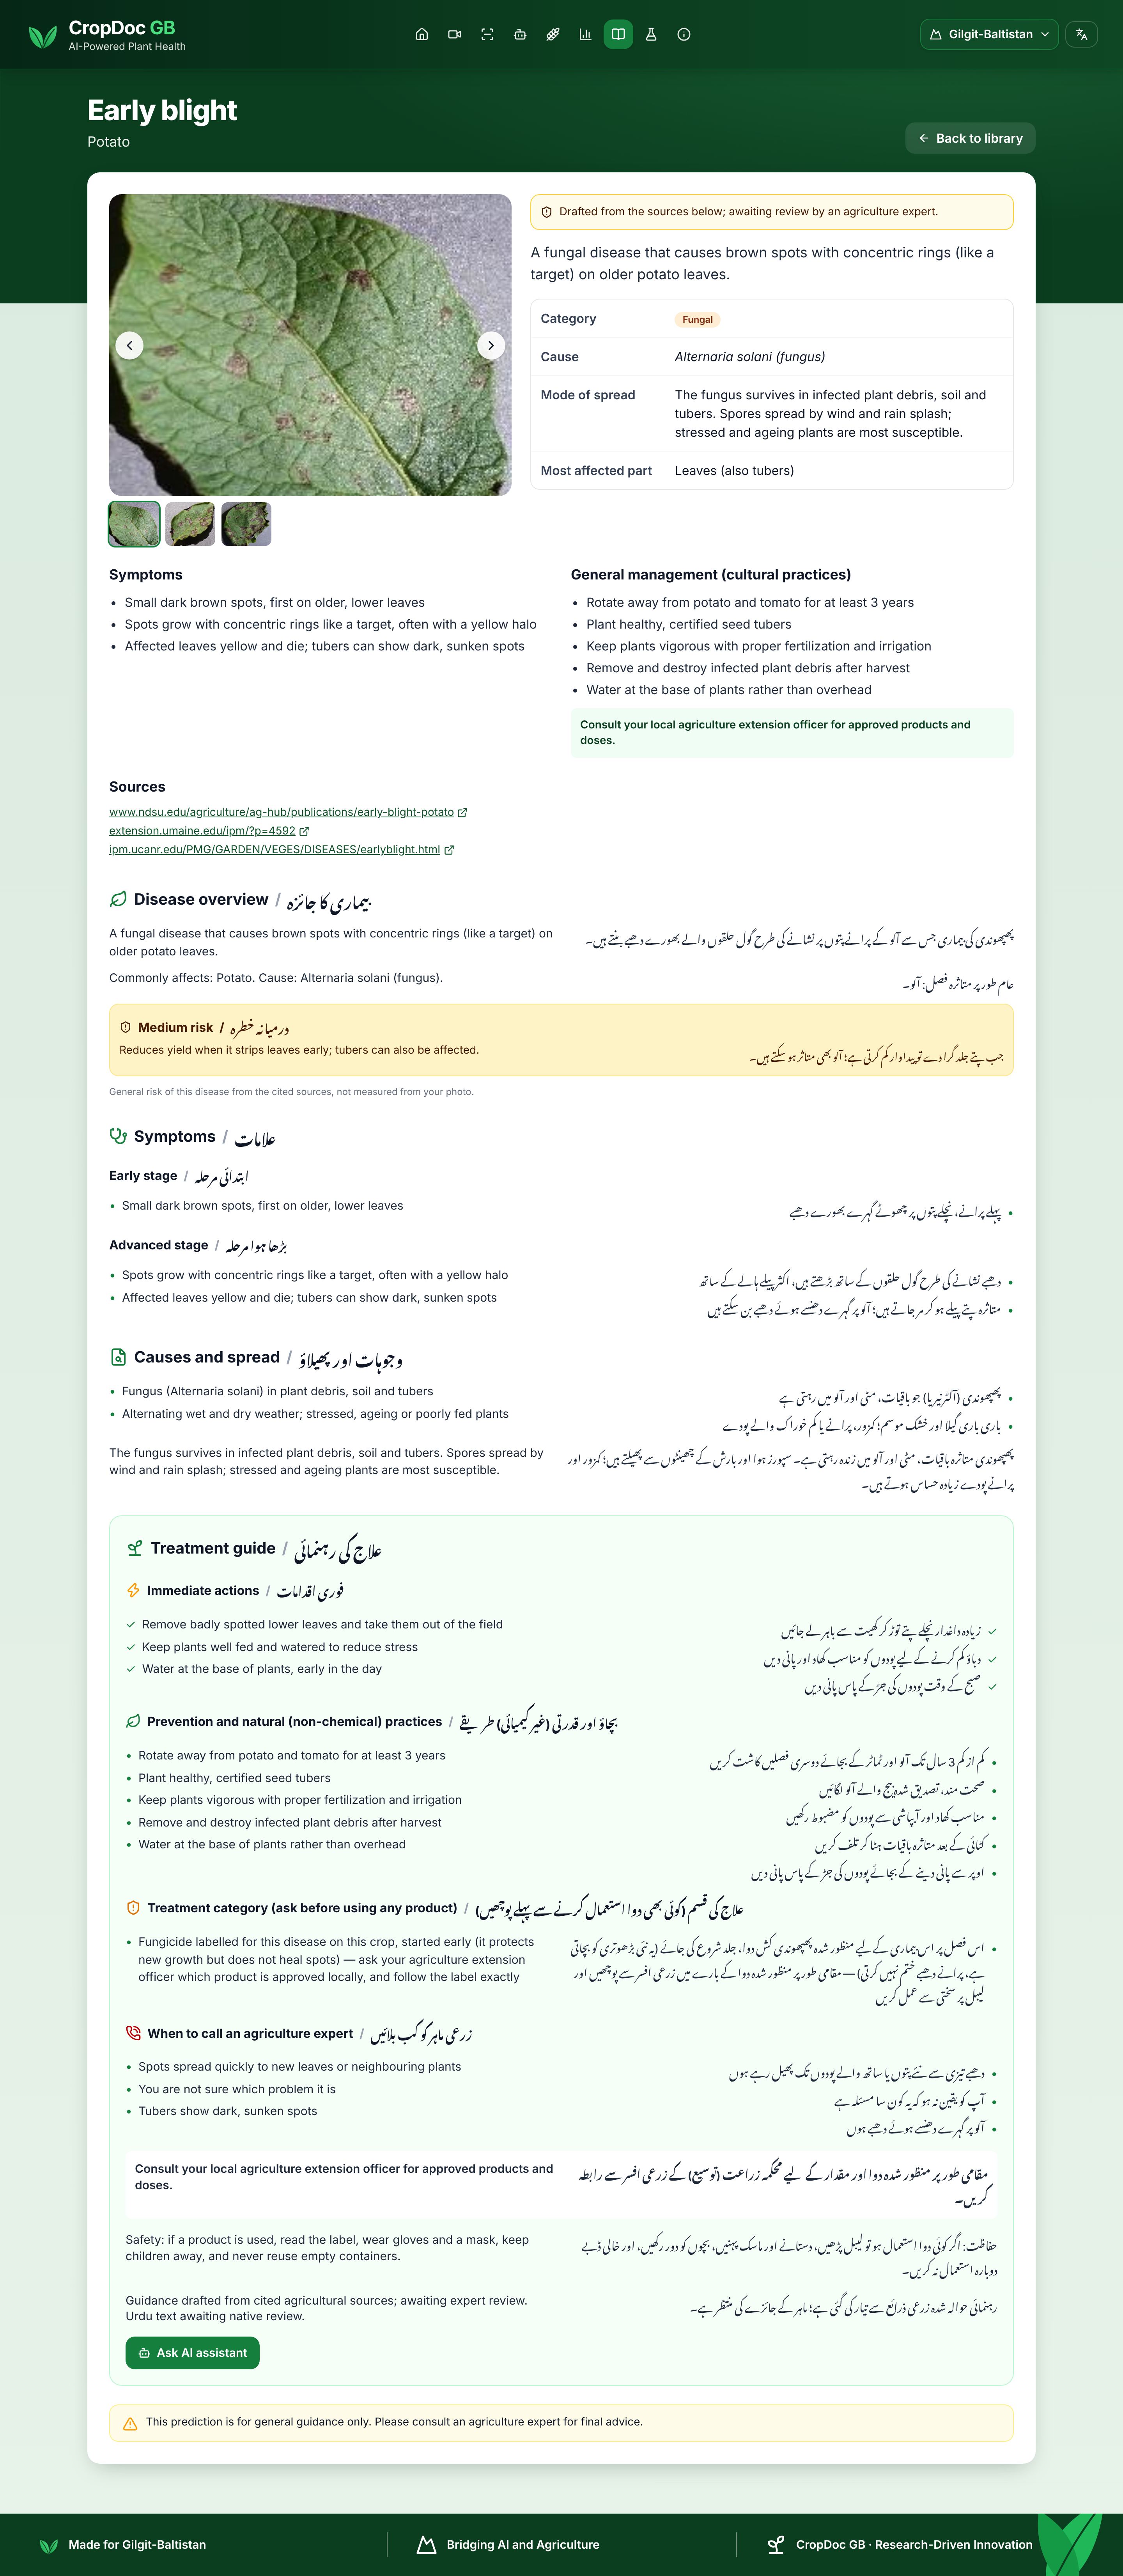 CropDoc GB
AI-Powered Plant Health
Gilgit-Baltistan
Early blight
Potato
Back to library
Drafted from the sources below; awaiting review by an agriculture expert.
A fungal disease that causes brown spots with concentric rings (like a
target) on older potato leaves.
Category Fungal
Cause Alternaria solani (fungus)
Mode of spread The fungus survives in infected plant debris, soil and
tubers. Spores spread by wind and rain splash;
stressed and ageing plants are most susceptible.
Most affected part Leaves (also tubers)
Symptoms
• Small dark brown spots, first on older, lower leaves
• Spots grow with concentric rings like a target, often with a yellow halo
• Affected leaves yellow and die; tubers can show dark, sunken spots
General management (cultural practices)
• Rotate away from potato and tomato for at least 3 years
• Plant healthy, certified seed tubers
• Keep plants vigorous with proper fertilization and irrigation
• Remove and destroy infected plant debris after harvest
• Water at the base of plants rather than overhead
Consult your local agriculture extension officer for approved products and
doses.
Sources
www.ndsu.edu/agriculture/ag-hub/publications/early-blight-potato
extension.umaine.edu/ipm/?p=4592
ipm.ucanr.edu/PMG/GARDEN/VEGES/DISEASES/earlyblight.html
Disease overview / بیماری کا جائزہ
A fungal disease that causes brown spots with concentric rings (like a target) on
older potato leaves.
پھپھوندی کی بیماری جس سے آلو کے پرانے پتوں پر نشانے کی طرح گول حلقوں والے بھورے دھبے بنتے ہیں۔
Commonly affects: Potato. Cause: Alternaria solani (fungus).
عام طور پر متاثرہ فصل: آلو۔
Medium risk / درمیانہ خطرہ
Reduces yield when it strips leaves early; tubers can also be affected.
جب پتے جلد گرا دے تو پیداوار کم کرتی ہے؛ آلو بھی متاثر ہو سکتے ہیں۔
General risk of this disease from the cited sources, not measured from your photo.
Symptoms / علامات
Early stage / ابتدائی مرحلہ
• Small dark brown spots, first on older, lower leaves
• پہلے پرانے، نچلے پتوں پر چھوٹے گہرے بھورے دھبے
Advanced stage / بڑھا ہوا مرحلہ
• Spots grow with concentric rings like a target, often with a yellow halo
• Affected leaves yellow and die; tubers can show dark, sunken spots
• دھبے نشانے کی طرح گول حلقوں کے ساتھ بڑھتے ہیں، اکثر پیلے ہالے کے ساتھ
• متاثرہ پتے پیلے ہو کر مر جاتے ہیں؛ آلو پر گہرے دھنسے ہوئے دھبے بن سکتے ہیں
Causes and spread / وجوہات اور پھیلاؤ
• Fungus (Alternaria solani) in plant debris, soil and tubers
• Alternating wet and dry weather; stressed, ageing or poorly fed plants
• پھپھوندی (آلٹرنیریا) جو باقیات، مٹی اور آلو میں رہتی ہے
• باری باری گیلا اور خشک موسم؛ کمزور، پرانے یا کم خوراک والے پودے
The fungus survives in infected plant debris, soil and tubers. Spores spread by
wind and rain splash; stressed and ageing plants are most susceptible.
پھپھوندی متاثرہ باقیات، مٹی اور آلو میں زندہ رہتی ہے۔ سپورز ہوا اور بارش کے چھینٹوں سے پھیلتے ہیں؛ کمزور اور
پرانے پودے زیادہ حساس ہوتے ہیں۔
Treatment guide / علاج کی رہنمائی
Immediate actions / فوری اقدامات
✓ Remove badly spotted lower leaves and take them out of the field
✓ Keep plants well fed and watered to reduce stress
✓ Water at the base of plants, early in the day
✓ زیادہ داغدار نچلے پتے توڑ کر کھیت سے باہر لے جائیں
✓ دباؤ کم کرنے کے لیے پودوں کو مناسب کھاد اور پانی دیں
✓ صبح کے وقت پودوں کی جڑ کے پاس پانی دیں
Prevention and natural (non-chemical) practices / بچاؤ اور قدرتی (غیر کیمیائی) طریقے
• Rotate away from potato and tomato for at least 3 years
• Plant healthy, certified seed tubers
• Keep plants vigorous with proper fertilization and irrigation
• Remove and destroy infected plant debris after harvest
• Water at the base of plants rather than overhead
• کم از کم 3 سال تک آلو اور ٹماٹر کے بجائے دوسری فصلیں کاشت کریں
• صحت مند، تصدیق شدہ بیج والے آلو لگائیں
• مناسب کھاد اور آبپاشی سے پودوں کو مضبوط رکھیں
• کٹائی کے بعد متاثرہ باقیات ہٹا کر تلف کریں
• اوپر سے پانی دینے کے بجائے پودوں کی جڑ کے پاس پانی دیں
Treatment category (ask before using any product) / علاج کی قسم (کوئی بھی دوا استعمال کرنے سے پہلے پوچھیں)
• Fungicide labelled for this disease on this crop, started early (it protects
new growth but does not heal spots) — ask your agriculture extension
officer which product is approved locally, and follow the label exactly
• اس فصل پر اس بیماری کے لیے منظور شدہ پھپھوندی کش دوا، جلد شروع کی جائے (یہ نئی بڑھوتری کو بچاتی
ہے، پرانے دھبے ختم نہیں کرتی) — مقامی طور پر منظور شدہ دوا کے بارے میں زرعی افسر سے پوچھیں اور
لیبل پر سختی سے عمل کریں
When to call an agriculture expert / زرعی ماہر کو کب بلائیں
• Spots spread quickly to new leaves or neighbouring plants
• You are not sure which problem it is
• Tubers show dark, sunken spots
• دھبے تیزی سے نئے پتوں یا ساتھ والے پودوں تک پھیل رہے ہوں
• آپ کو یقین نہ ہو کہ یہ کون سا مسئلہ ہے
• آلو پر گہرے دھنسے ہوئے دھبے ہوں
Consult your local agriculture extension officer for approved products and
doses.
مقامی طور پر منظور شدہ دوا اور مقدار کے لیے محکمہ زراعت (توسیع) کے زرعی افسر سے رابطہ
کریں۔
Safety: if a product is used, read the label, wear gloves and a mask, keep
children away, and never reuse empty containers.
حفاظت: اگر کوئی دوا استعمال ہو تو لیبل پڑھیں، دستانے اور ماسک پہنیں، بچوں کو دور رکھیں، اور خالی ڈبے
دوبارہ استعمال نہ کریں۔
Guidance drafted from cited agricultural sources; awaiting expert review.
Urdu text awaiting native review.
رہنمائی حوالہ شدہ زرعی ذرائع سے تیار کی گئی ہے؛ ماہر کے جائزے کی منتظر ہے۔
Ask AI assistant
This prediction is for general guidance only. Please consult an agriculture expert for final advice.
Made for Gilgit-Baltistan
Bridging AI and Agriculture
CropDoc GB · Research-Driven Innovation